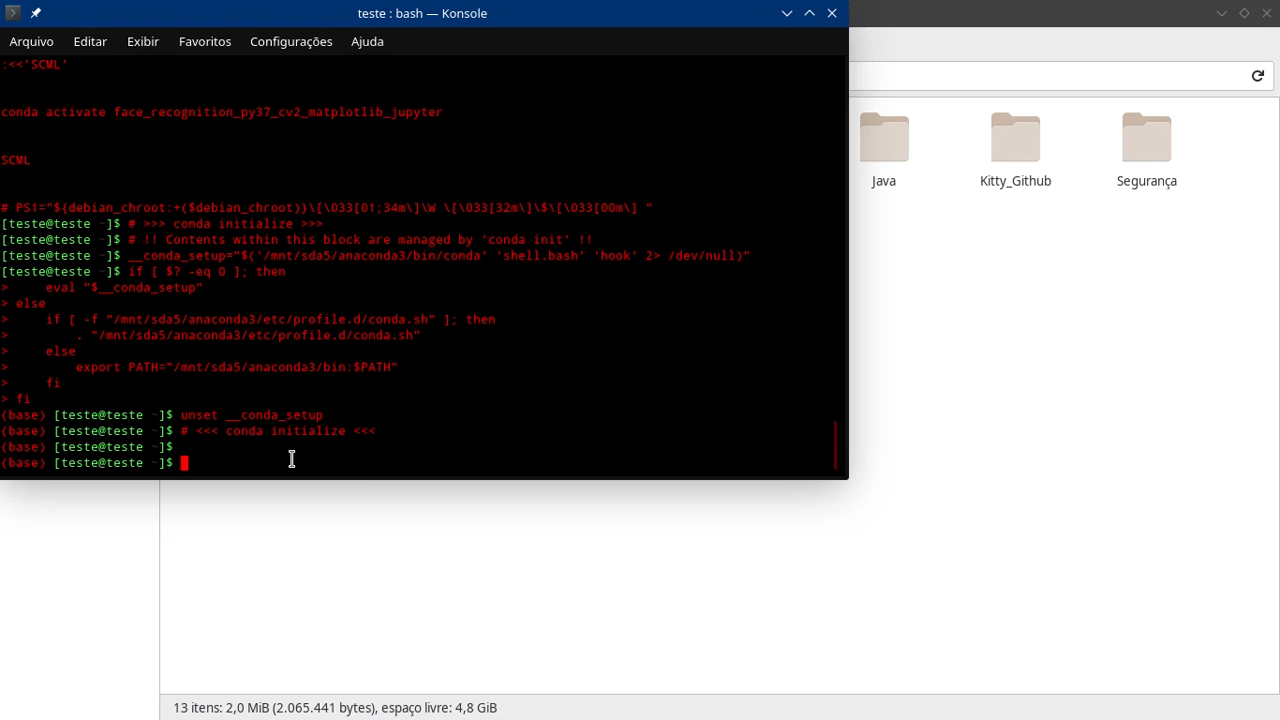 teste : bash — Konsole
Arquivo Editar Exibir Favoritos Configurações Ajuda
:<<'SCML'
conda activate face_recognition_py37_cv2_matplotlib_jupyter
SCML
# PS1="${debian_chroot:+($debian_chroot)}\[\033[01;34m\]\W \[\033[32m\]\$\[\033[00m\] "
[teste@teste ~]$ # >>> conda initialize >>>
[teste@teste ~]$ # !! Contents within this block are managed by 'conda init' !!
[teste@teste ~]$ __conda_setup="$('/mnt/sda5/anaconda3/bin/conda' 'shell.bash' 'hook' 2> /dev/null)"
[teste@teste ~]$ if [ $? -eq 0 ]; then
>     eval "$__conda_setup"
> else
>     if [ -f "/mnt/sda5/anaconda3/etc/profile.d/conda.sh" ]; then
>         . "/mnt/sda5/anaconda3/etc/profile.d/conda.sh"
>     else
>         export PATH="/mnt/sda5/anaconda3/bin:$PATH"
>     fi
> fi
(base) [teste@teste ~]$ unset __conda_setup
(base) [teste@teste ~]$ # <<< conda initialize <<<
(base) [teste@teste ~]$
(base) [teste@teste ~]$
Java
Kitty_Github
Segurança
13 itens: 2,0 MiB (2.065.441 bytes), espaço livre: 4,8 GiB